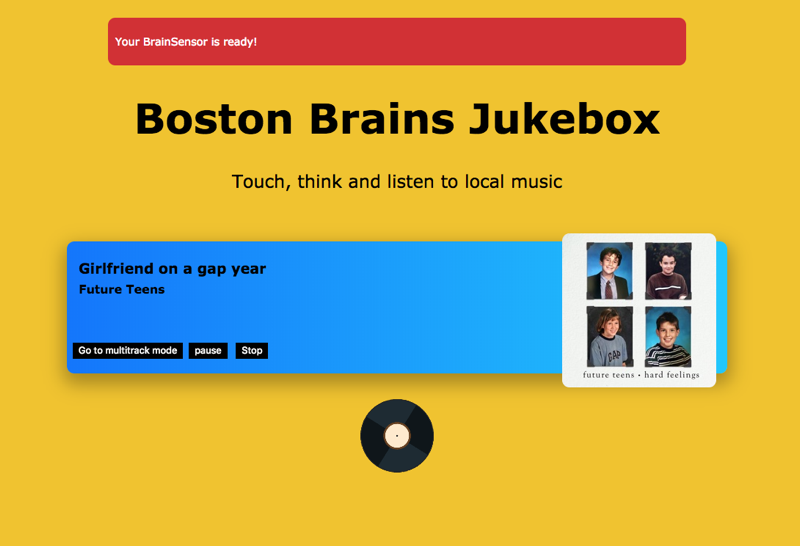 Your BrainSensor is ready!
Boston Brains Jukebox
Touch, think and listen to local music
Girlfriend on a gap year
Future Teens
Go to multitrack mode pause Stop
GAP
future teens • hard feelings